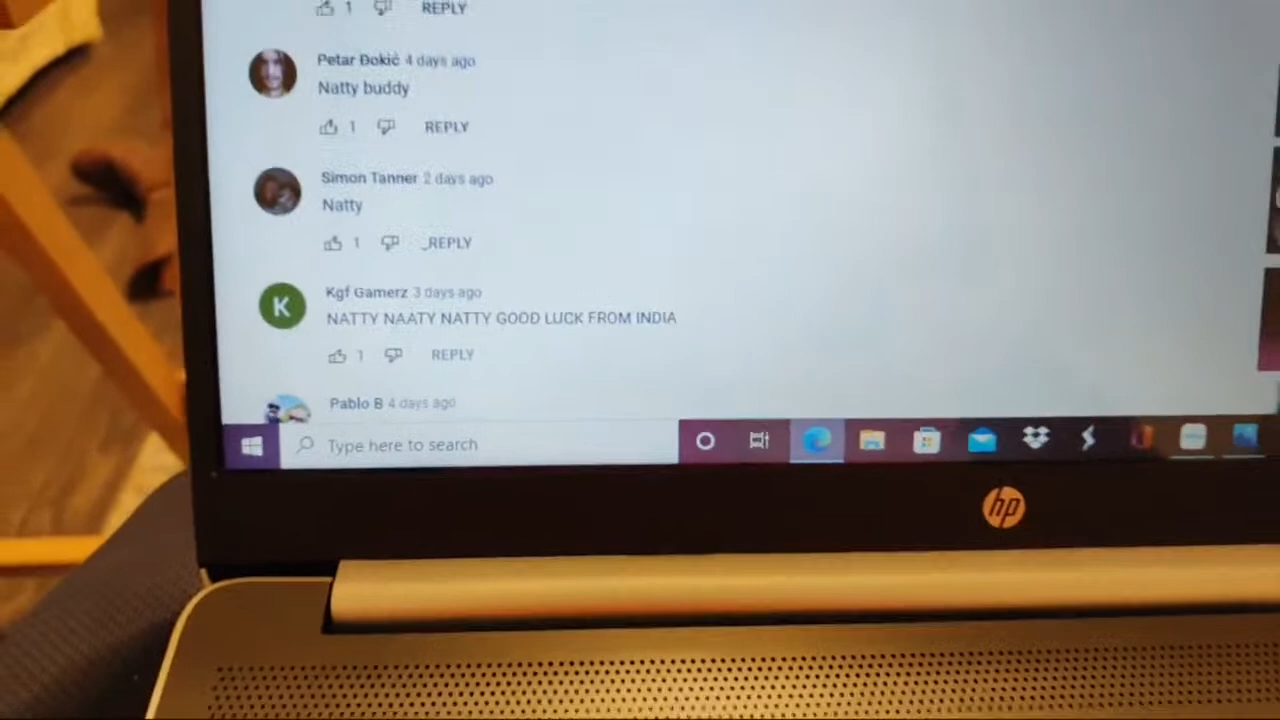 1 REPLY
Petar Đokić 4 days ago
Natty buddy
1 REPLY
Simon Tanner 2 days ago
Natty
1 REPLY
K
Kgf Gamerz 3 days ago
NATTY NAATY NATTY GOOD LUCK FROM INDIA
1 REPLY
Pablo B 4 days ago
Type here to search
hp